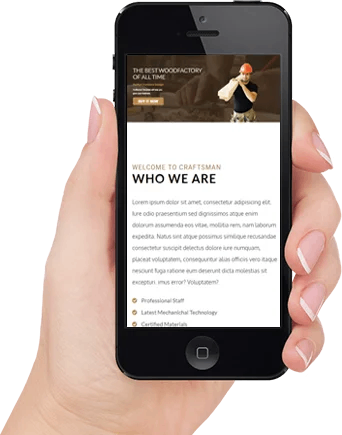 THE BEST WOODFACTORY
OF ALL TIME
BUY IT NOW
WELCOME TO CRAFTSMAN
WHO WE ARE
Lorem ipsum dolor sit amet, consectetur adipisicing elit.
Iure odio praesentium sed dignissimos atque enim
dolorum assumenda eos vitae, mollitia rem, nam laborum
expedita. Natus sint atque possimus similique recusandae
consectetur suscipit delectus dolore iure numquam,
placeat voluptatem, consequuntur alias officiis vero itaque
nesciunt fuga ratione eum deserunt dicta molestias sit
excepturi. imus error? Voluptatem?
Professional Staff
Latest Mechanichal Technology
Certified Materials